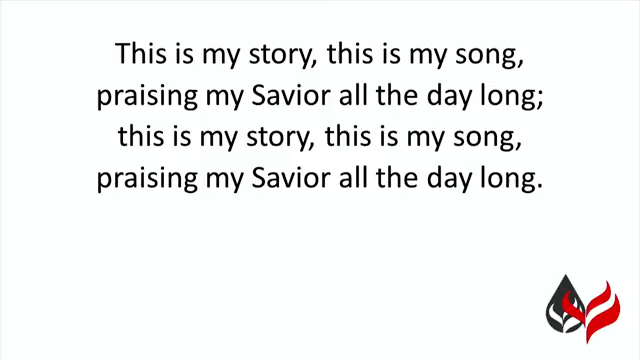 This is my story, this is my song,
praising my Savior all the day long;
this is my story, this is my song,
praising my Savior all the day long.